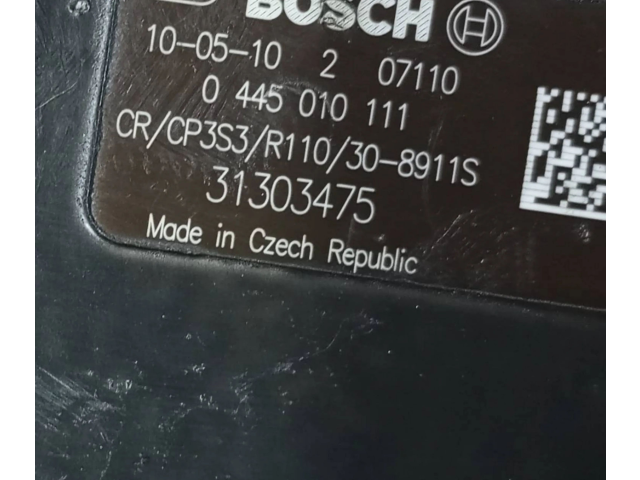 BOSCH
10-05-10 2 07110
0 445 010 111
CR/CP3S3/R110/30-8911S
31303475
Made in Czech Republic